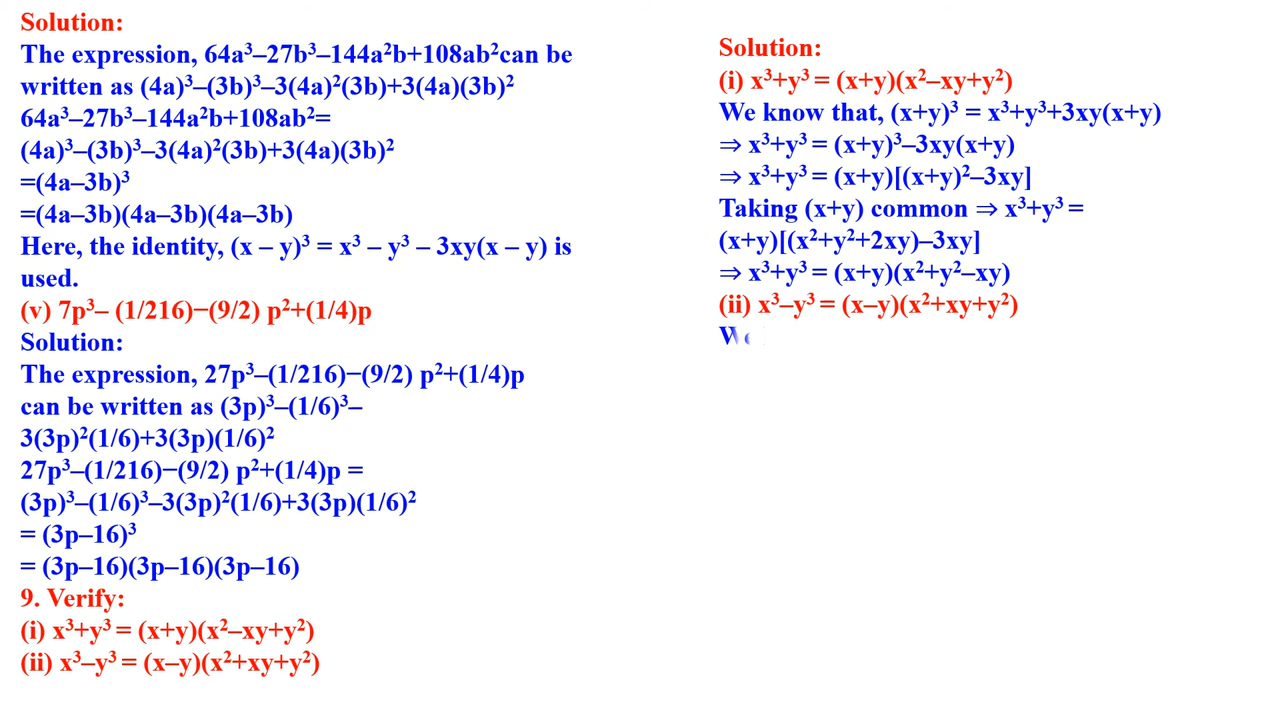 Solution:
The expression, 64a³–27b³–144a²b+108ab²can be
written as (4a)³–(3b)³–3(4a)²(3b)+3(4a)(3b)²
64a³–27b³–144a²b+108ab²=
(4a)³–(3b)³–3(4a)²(3b)+3(4a)(3b)²
=(4a–3b)³
=(4a–3b)(4a–3b)(4a–3b)
Here, the identity, (x – y)³ = x³ – y³ – 3xy(x – y) is
used.
(v) 7p³– (1/216)−(9/2) p²+(1/4)p
Solution:
The expression, 27p³–(1/216)−(9/2) p²+(1/4)p
can be written as (3p)³–(1/6)³–
3(3p)²(1/6)+3(3p)(1/6)²
27p³–(1/216)−(9/2) p²+(1/4)p =
(3p)³–(1/6)³–3(3p)²(1/6)+3(3p)(1/6)²
= (3p–16)³
= (3p–16)(3p–16)(3p–16)
9. Verify:
(i) x³+y³ = (x+y)(x²–xy+y²)
(ii) x³–y³ = (x–y)(x²+xy+y²)
Solution:
(i) x³+y³ = (x+y)(x²–xy+y²)
We know that, (x+y)³ = x³+y³+3xy(x+y)
⇒ x³+y³ = (x+y)³–3xy(x+y)
⇒ x³+y³ = (x+y)[(x+y)²–3xy]
Taking (x+y) common ⇒ x³+y³ =
(x+y)[(x²+y²+2xy)–3xy]
⇒ x³+y³ = (x+y)(x²+y²–xy)
(ii) x³–y³ = (x–y)(x²+xy+y²)
We